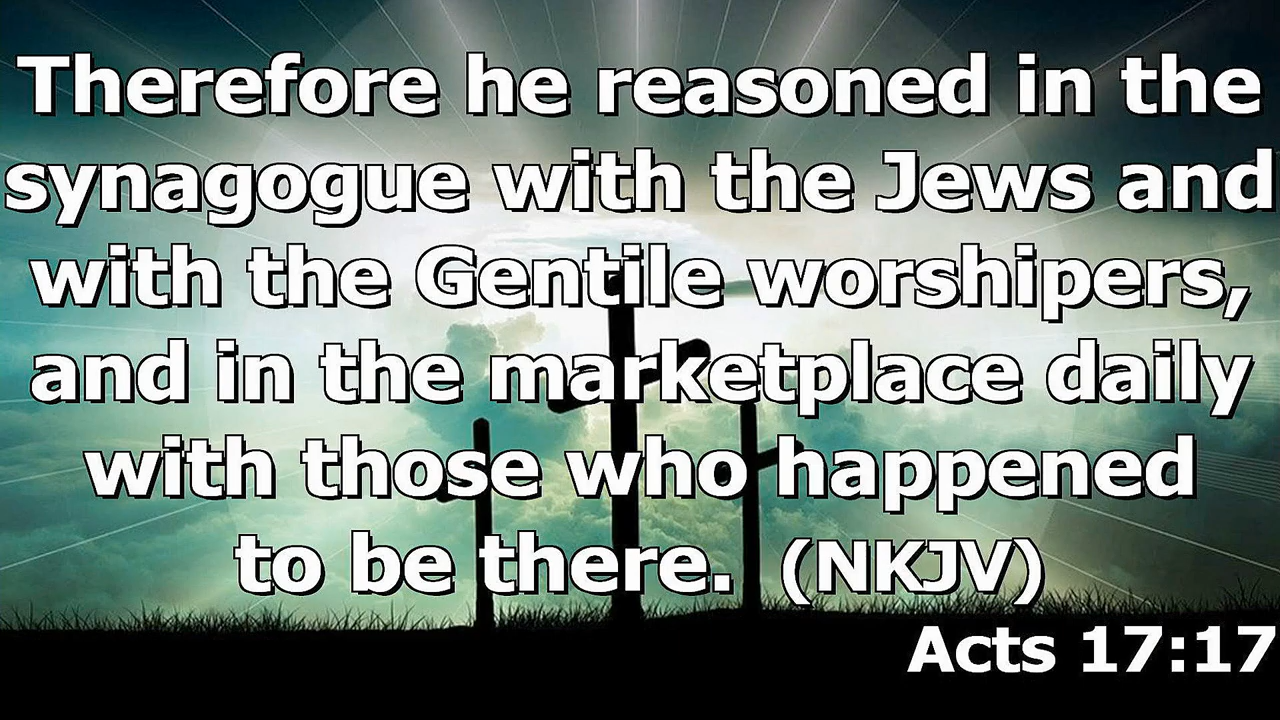 Therefore he reasoned in the
synagogue with the Jews and
with the Gentile worshipers,
and in the marketplace daily
with those who happened
to be there.  (NKJV)
Acts 17:17